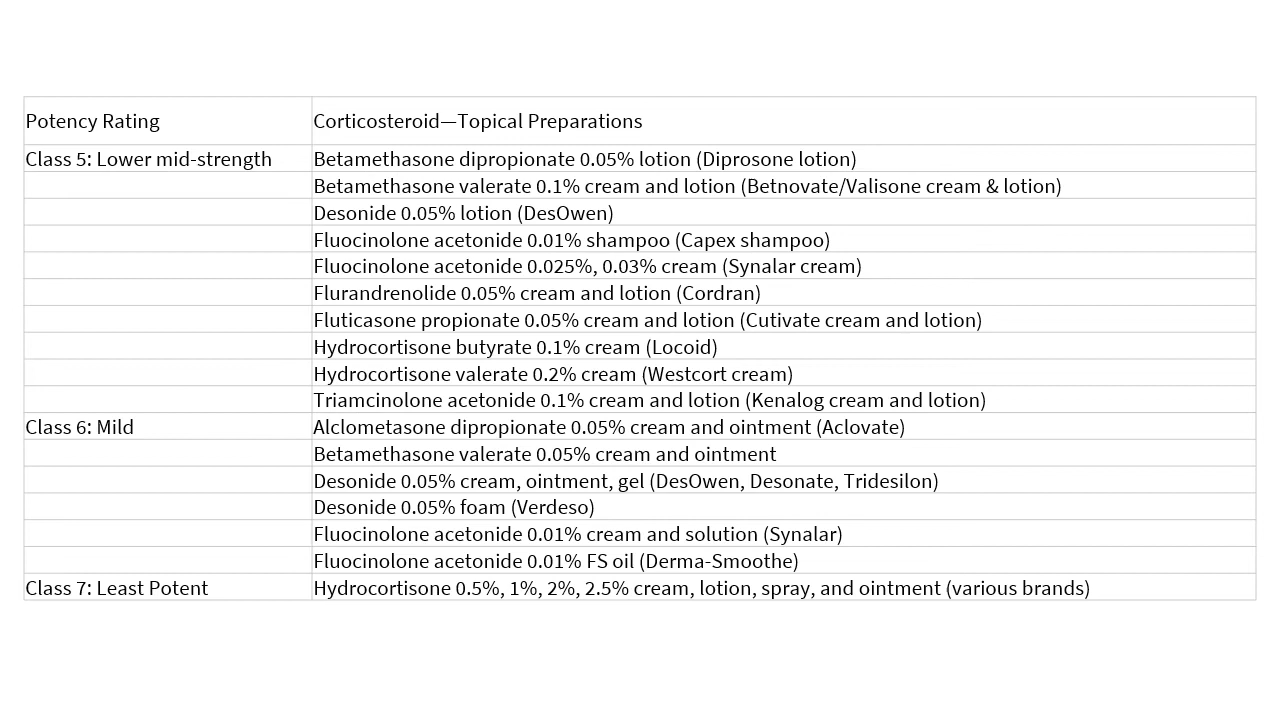 Potency Rating Corticosteroid—Topical Preparations
Class 5: Lower mid-strength Betamethasone dipropionate 0.05% lotion (Diprosone lotion)
Betamethasone valerate 0.1% cream and lotion (Betnovate/Valisone cream & lotion)
Desonide 0.05% lotion (DesOwen)
Fluocinolone acetonide 0.01% shampoo (Capex shampoo)
Fluocinolone acetonide 0.025%, 0.03% cream (Synalar cream)
Flurandrenolide 0.05% cream and lotion (Cordran)
Fluticasone propionate 0.05% cream and lotion (Cutivate cream and lotion)
Hydrocortisone butyrate 0.1% cream (Locoid)
Hydrocortisone valerate 0.2% cream (Westcort cream)
Triamcinolone acetonide 0.1% cream and lotion (Kenalog cream and lotion)
Class 6: Mild Alclometasone dipropionate 0.05% cream and ointment (Aclovate)
Betamethasone valerate 0.05% cream and ointment
Desonide 0.05% cream, ointment, gel (DesOwen, Desonate, Tridesilon)
Desonide 0.05% foam (Verdeso)
Fluocinolone acetonide 0.01% cream and solution (Synalar)
Fluocinolone acetonide 0.01% FS oil (Derma-Smoothe)
Class 7: Least Potent Hydrocortisone 0.5%, 1%, 2%, 2.5% cream, lotion, spray, and ointment (various brands)